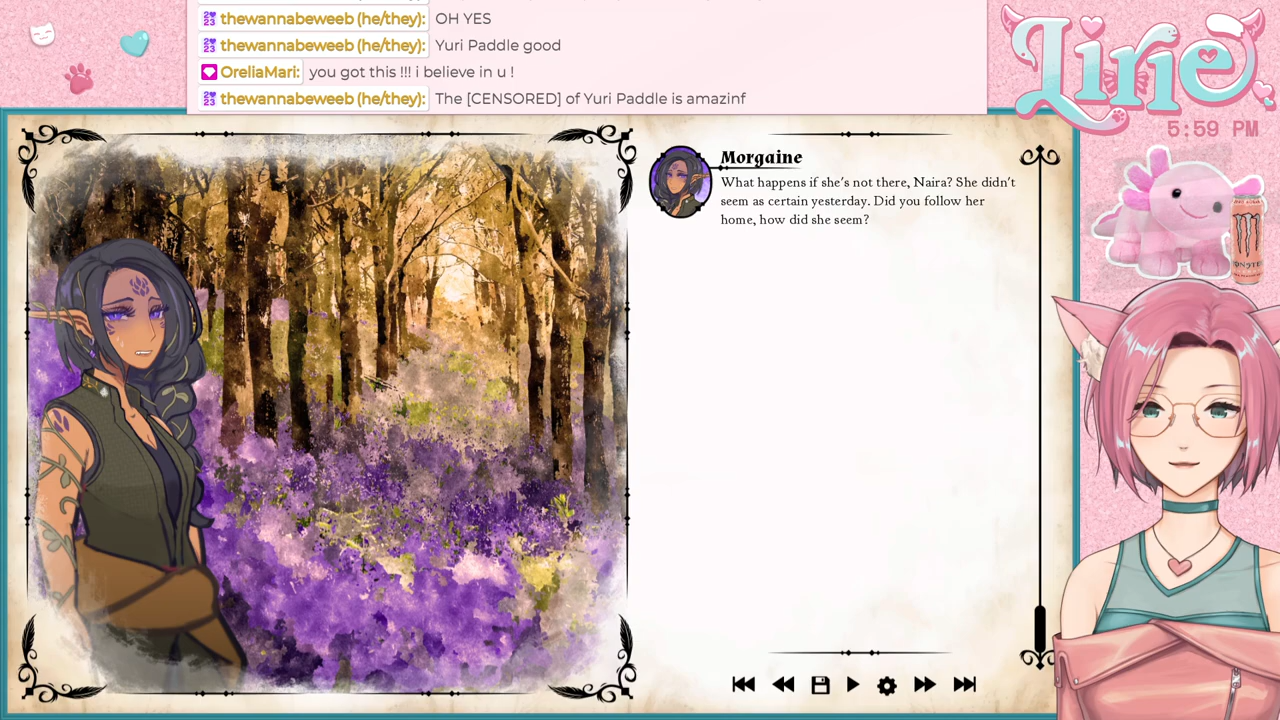 thewannabeweeb (he/they): OH YES
thewannabeweeb (he/they): Yuri Paddle good
OreliaMari: you got this !!! i believe in u !
thewannabeweeb (he/they): The [CENSORED] of Yuri Paddle is amazinf
Lirie
5:59 PM
Morgaine
What happens if she's not there, Naira? She didn't
seem as certain yesterday. Did you follow her
home, how did she seem?